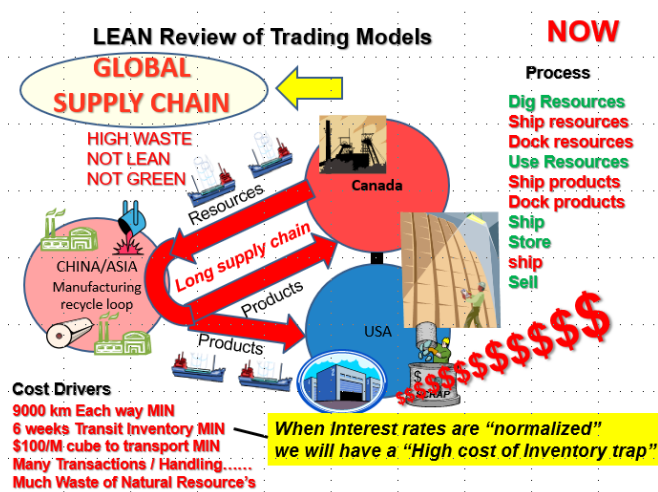 LEAN Review of Trading Models
NOW
GLOBAL
SUPPLY CHAIN
HIGH WASTE
NOT LEAN
NOT GREEN
Process
Dig Resources
Ship resources
Dock resources
Use Resources
Ship products
Dock products
Ship
Store
ship
Sell
Canada
Resources
Long supply chain
Products
Products
CHINA/ASIA
Manufacturing
recycle loop
USA
$$$$$$$$$$$$$
Cost Drivers
9000 km Each way MIN
6 weeks Transit Inventory MIN
$100/M cube to transport MIN
Many Transactions / Handling……
Much Waste of Natural Resource's
When Interest rates are “normalized”
we will have a “High cost of Inventory trap”